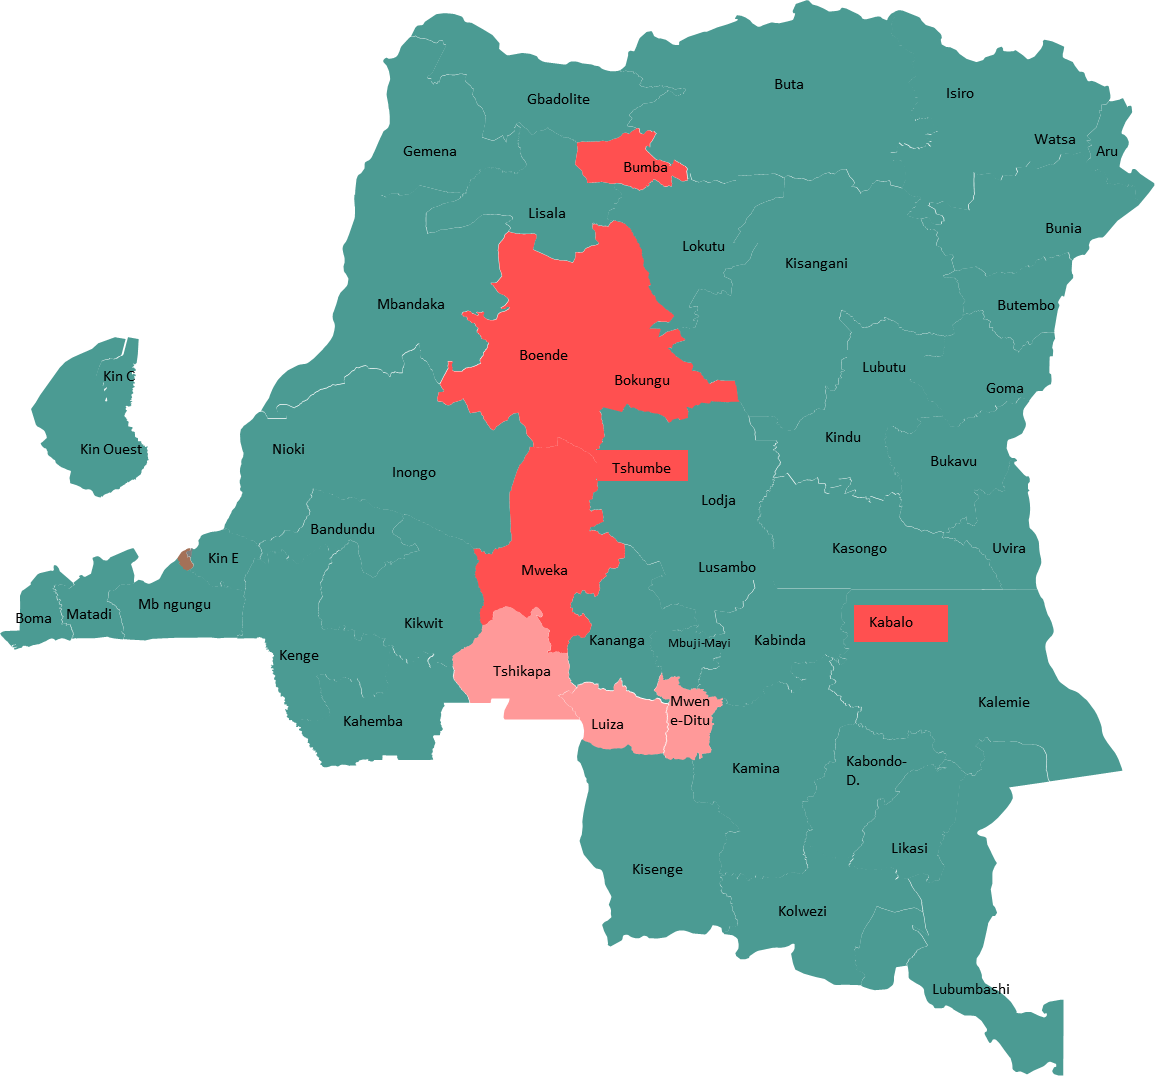 Buta
Isiro
Gbadolite
Watsa
Gemena
Aru
Bumba
Lisala
Bunia
Lokutu
Kisangani
Mbandaka
Butembo
Boende
Lubutu
Kin C
Bokungu
Goma
Kindu
Kin Ouest
Nioki
Bukavu
Inongo
Tshumbe
Lodja
Bandundu
Kasongo
Uvira
Kin E
Lusambo
Mweka
Mb ngungu
Matadi
Boma
Kikwit
Kabalo
Kananga
Mbuji-Mayi
Kabinda
Kenge
Tshikapa
Mwen
e-Ditu
Kalemie
Kahemba
Luiza
Kamina
Kabondo-
D.
Likasi
Kisenge
Kolwezi
Lubumbashi